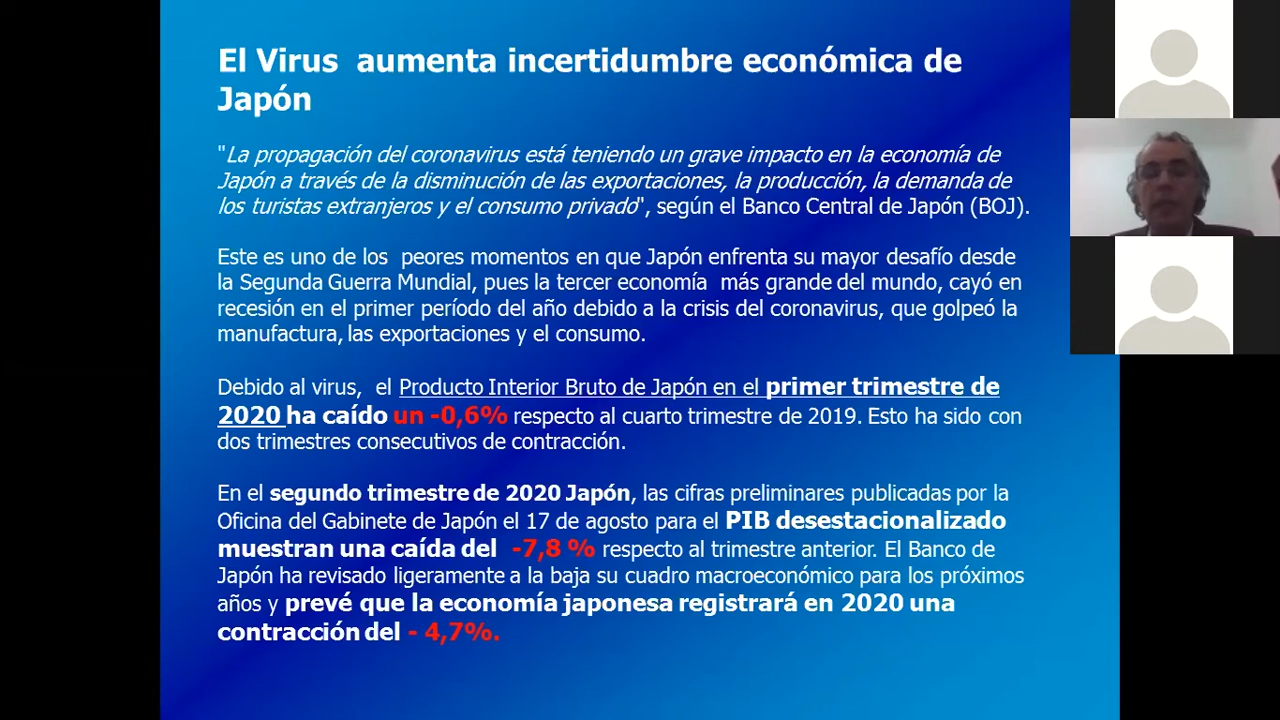 El Virus  aumenta incertidumbre económica de
Japón
"La propagación del coronavirus está teniendo un grave impacto en la economía de
Japón a través de la disminución de las exportaciones, la producción, la demanda de
los turistas extranjeros y el consumo privado", según el Banco Central de Japón (BOJ).
Este es uno de los  peores momentos en que Japón enfrenta su mayor desafío desde
la Segunda Guerra Mundial, pues la tercer economía  más grande del mundo, cayó en
recesión en el primer período del año debido a la crisis del coronavirus, que golpeó la
manufactura, las exportaciones y el consumo.
Debido al virus,  el Producto Interior Bruto de Japón en el primer trimestre de
2020 ha caído un -0,6% respecto al cuarto trimestre de 2019. Esto ha sido con
dos trimestres consecutivos de contracción.
En el segundo trimestre de 2020 Japón, las cifras preliminares publicadas por la
Oficina del Gabinete de Japón el 17 de agosto para el PIB desestacionalizado
muestran una caída del  -7,8 % respecto al trimestre anterior. El Banco de
Japón ha revisado ligeramente a la baja su cuadro macroeconómico para los próximos
años y prevé que la economía japonesa registrará en 2020 una
contracción del - 4,7%.